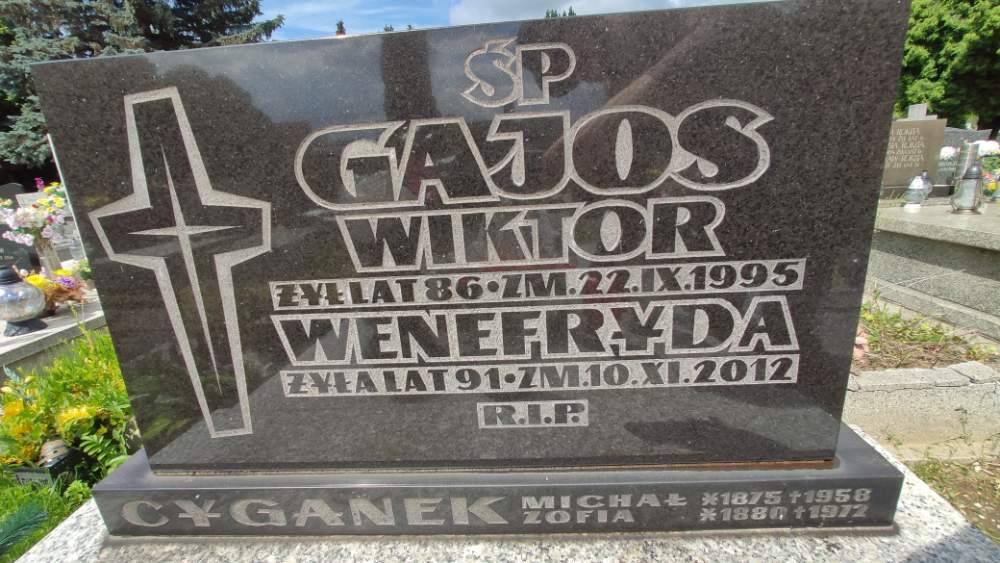 ŚP
GAJOS
WIKTOR
ŻYŁ LAT 86·ZM.22.IX.1995
WENEFRYDA
ŻYŁA LAT 91·ZM.10.XI.2012
R.I.P.
CYGANEK MICHAŁ *1875 †1958
ZOFIA *1880 †1972